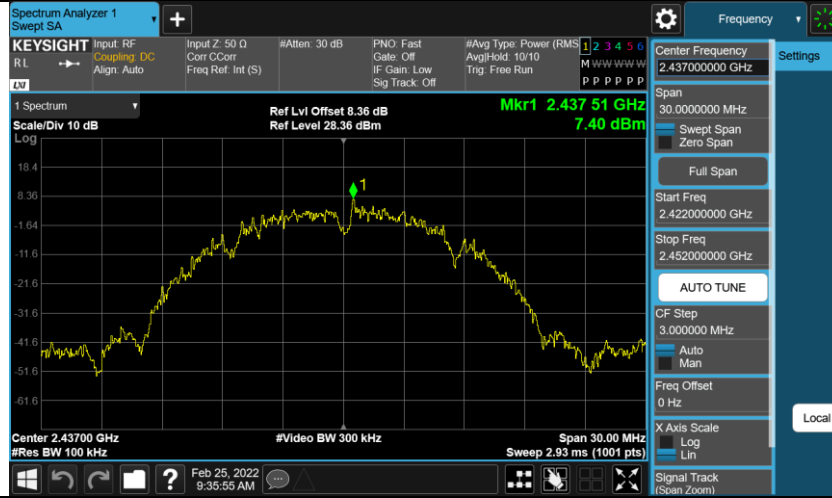 Spectrum Analyzer 1
Swept SA
+
Frequency
KEYSIGHT
RL
LXI
Input: RF
Coupling: DC
Align: Auto
Input Z: 50 Ω
Corr CCorr
Freq Ref: Int (S)
#Atten: 30 dB
PNO: Fast
Gate: Off
IF Gain: Low
Sig Track: Off
#Avg Type: Power (RMS
Avg|Hold: 10/10
Trig: Free Run
1 2 3 4 5 6
M W W W W W
P P P P P P
1 Spectrum
Scale/Div 10 dB
Log
Ref Lvl Offset 8.36 dB
Ref Level 28.36 dBm
Mkr1 2.437 51 GHz
7.40 dBm
1
18.4
8.36
-1.64
-11.6
-21.6
-31.6
-41.6
-51.6
-61.6
Center 2.43700 GHz
#Res BW 100 kHz
#Video BW 300 kHz
Span 30.00 MHz
Sweep 2.93 ms (1001 pts)
?
Feb 25, 2022
9:35:55 AM
Center Frequency
2.437000000 GHz
Span
30.0000000 MHz
Swept Span
Zero Span
Full Span
Start Freq
2.422000000 GHz
Stop Freq
2.452000000 GHz
AUTO TUNE
CF Step
3.000000 MHz
Auto
Man
Freq Offset
0 Hz
X Axis Scale
Log
Lin
Signal Track
(Span Zoom)
Settings
Local